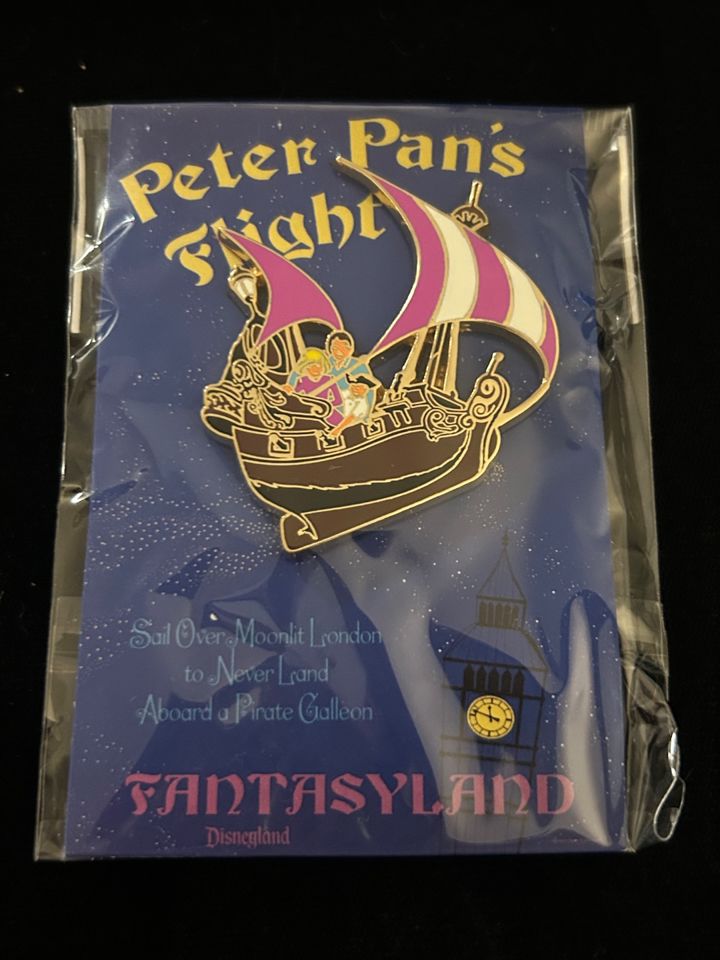 Peter Pan's
Flight
Sail Over Moonlit London
to Never Land
Aboard a Pirate Galleon
FANTASYLAND
Disneyland